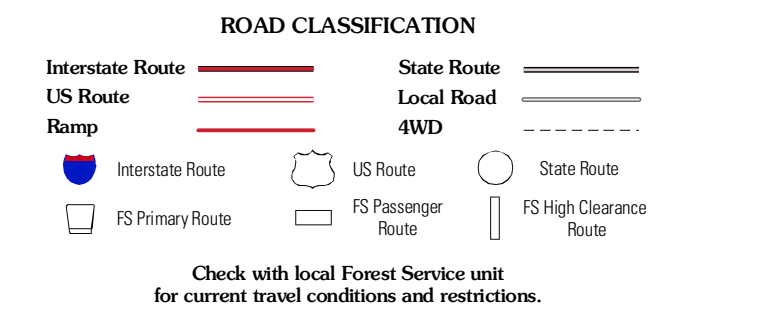 ROAD CLASSIFICATION
Interstate Route
State Route
US Route
Local Road
Ramp
4WD
Interstate Route
US Route
State Route
FS Primary Route
FS Passenger
Route
FS High Clearance
Route
Check with local Forest Service unit
for current travel conditions and restrictions.